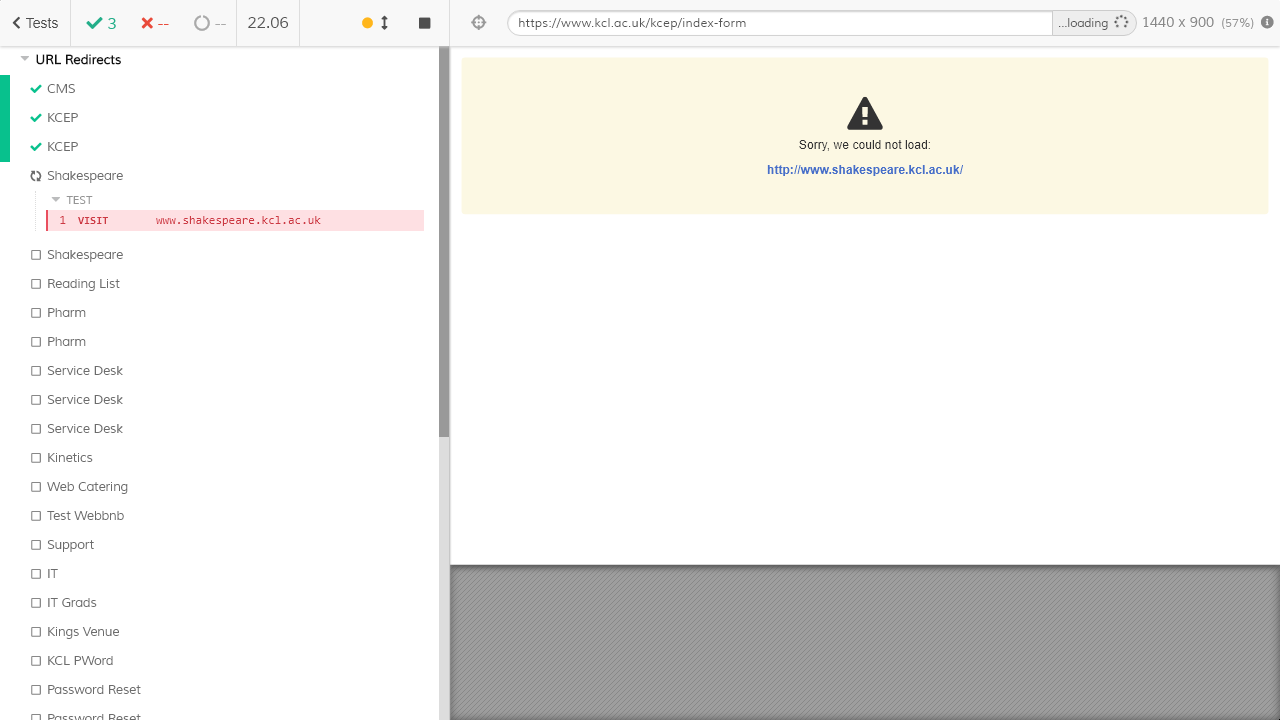 Tests
3
--
--
22.06
https://www.kcl.ac.uk/kcep/index-form
...loading
1440 x 900 (57%)
URL Redirects
CMS
KCEP
KCEP
Shakespeare
TEST
1 VISIT www.shakespeare.kcl.ac.uk
Shakespeare
Reading List
Pharm
Pharm
Service Desk
Service Desk
Service Desk
Kinetics
Web Catering
Test Webbnb
Support
IT
IT Grads
Kings Venue
KCL PWord
Password Reset
Password Reset
Sorry, we could not load:
http://www.shakespeare.kcl.ac.uk/